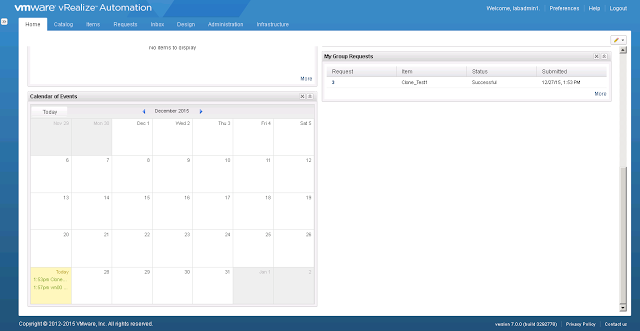 vmware vRealize Automation
Welcome, labadmin1. Preferences Help Logout
Home Catalog Items Requests Inbox Design Administration Infrastructure
No items to display
More
My Group Requests
Request Item Status Submitted
3 Clone_Test1 Successful 12/27/15, 1:53 PM
More
Calendar of Events
Today December 2015
Nov 29 Nov 30 Dec 1 Wed 2 Thu 3 Fri 4 Sat 5
6 7 8 9 10 11 12
13 14 15 16 17 18 19
20 21 22 23 24 25 26
Today 28 29 30 31 Jan 1 2
1:53pm Clone...
1:57pm vm00 ...
Copyright © 2012-2015 VMware, Inc. All rights reserved.
version 7.0.0 (build 3292778) Privacy Policy Contact us